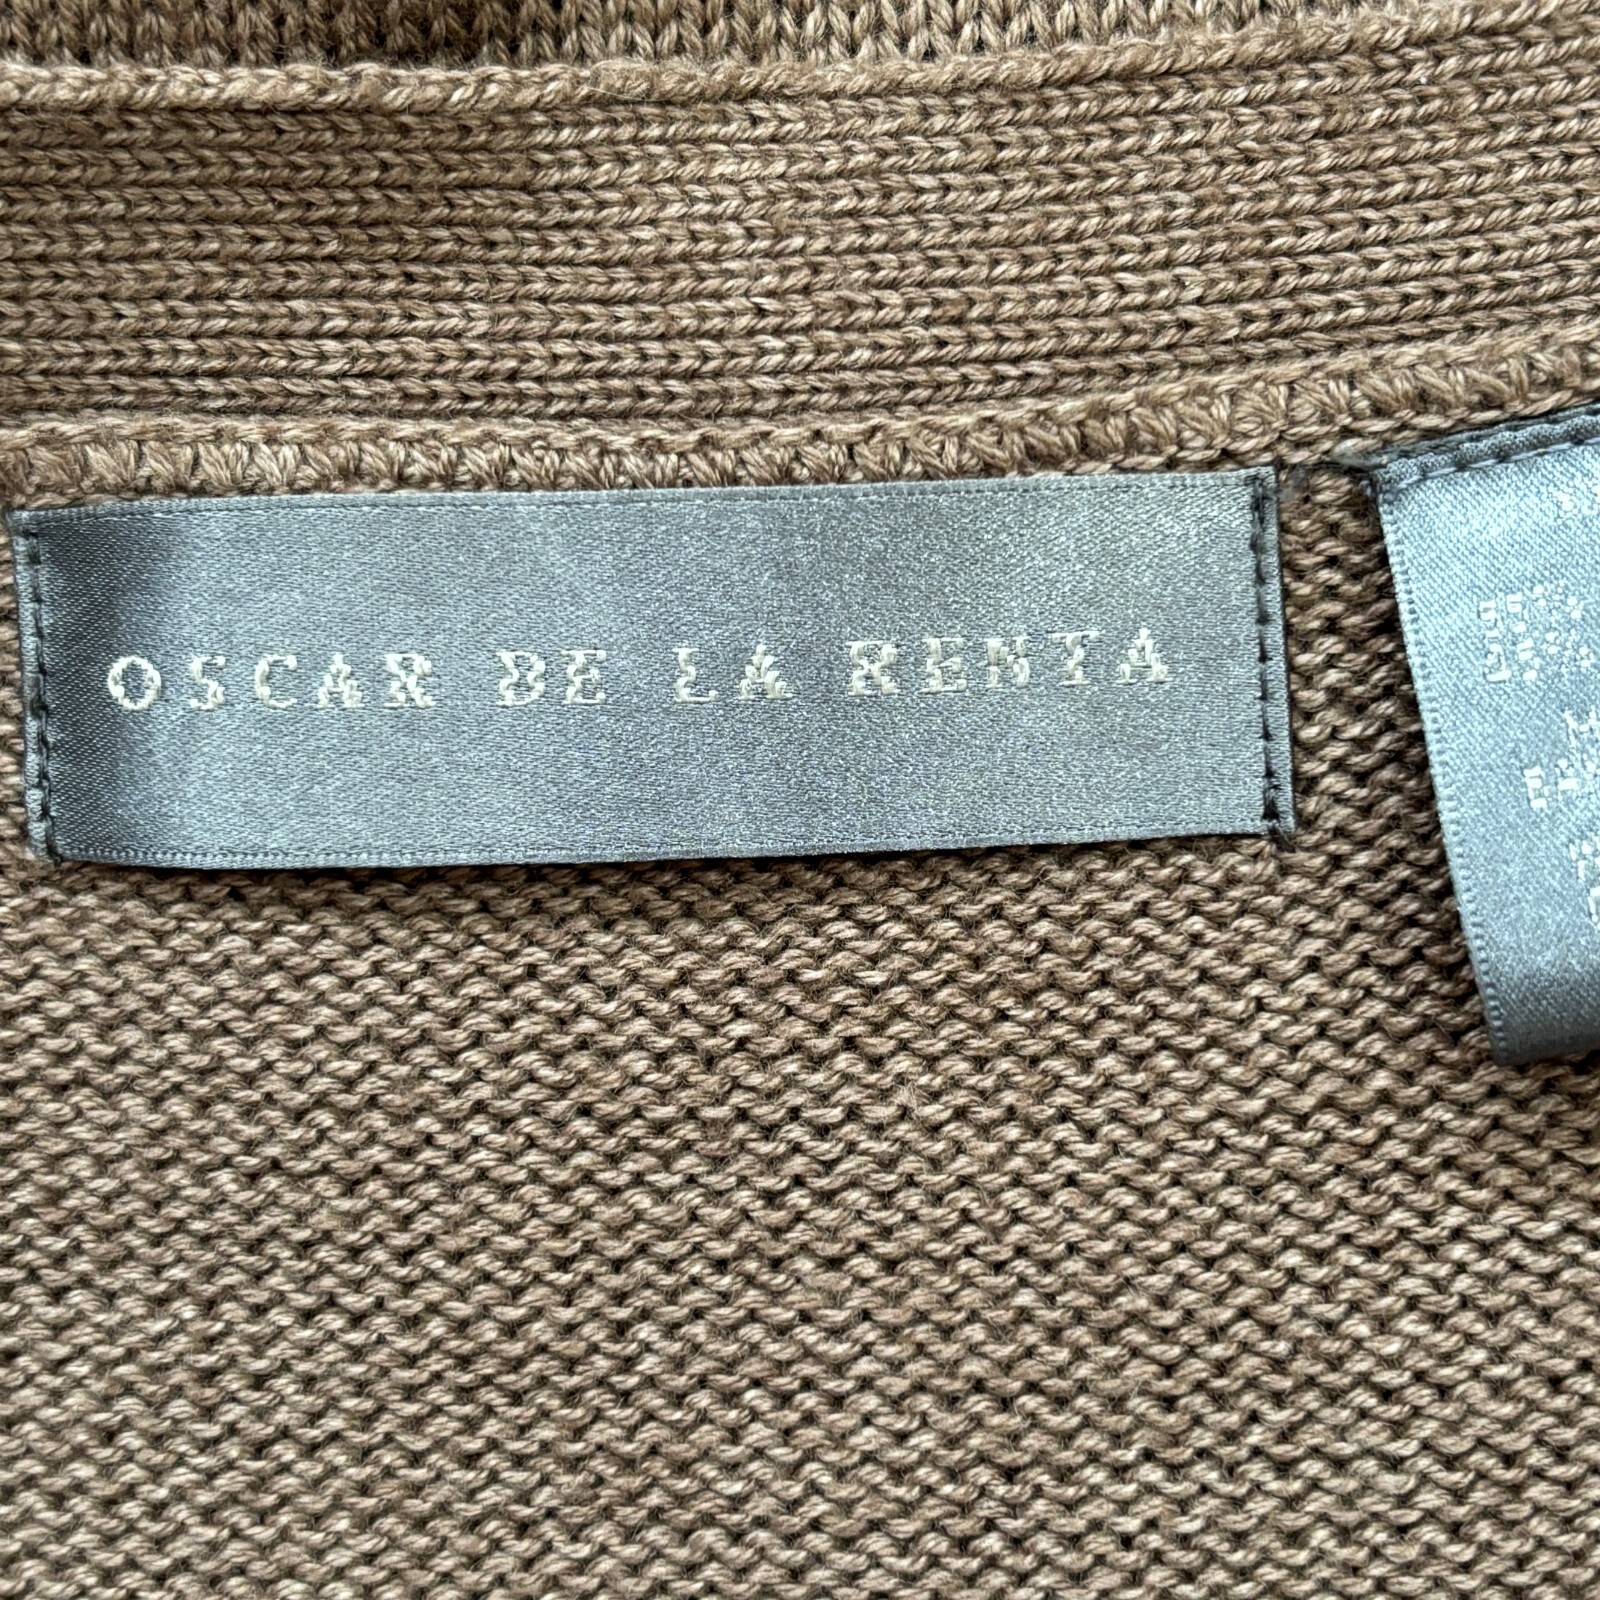 OSCAR DE LA RENTA